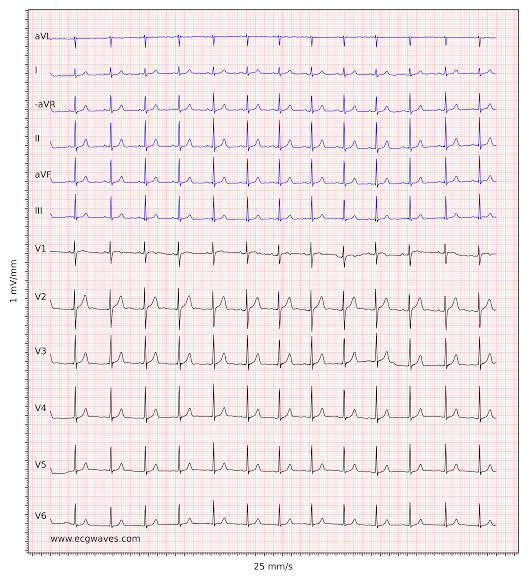 aVL
I
-aVR
II
aVF
III
V1
V2
V3
V4
V5
V6
1 mV/mm
www.ecgwaves.com
25 mm/s